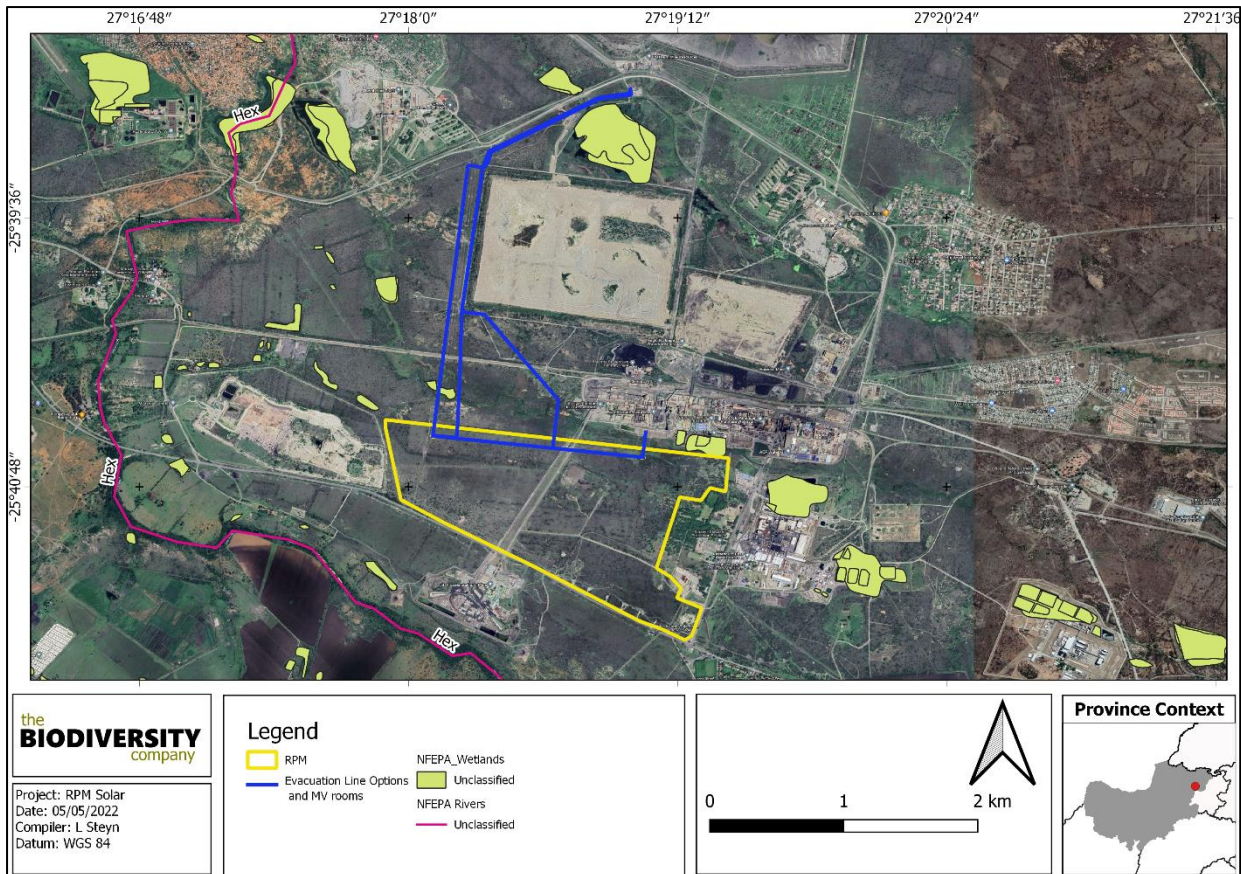 27°16′48″ 27°18′0″ 27°19′12″ 27°20′24″ 27°21′36″
-25°39′36″
-25°40′48″
Hex
Hex
Hex
the
BIODIVERSITY
company
Project: RPM Solar
Date: 05/05/2022
Compiler: L Steyn
Datum: WGS 84
Legend
RPM
Evacuation Line Options
and MV rooms
NFEPA_Wetlands
Unclassified
NFEPA Rivers
Unclassified
0 1 2 km
Province Context